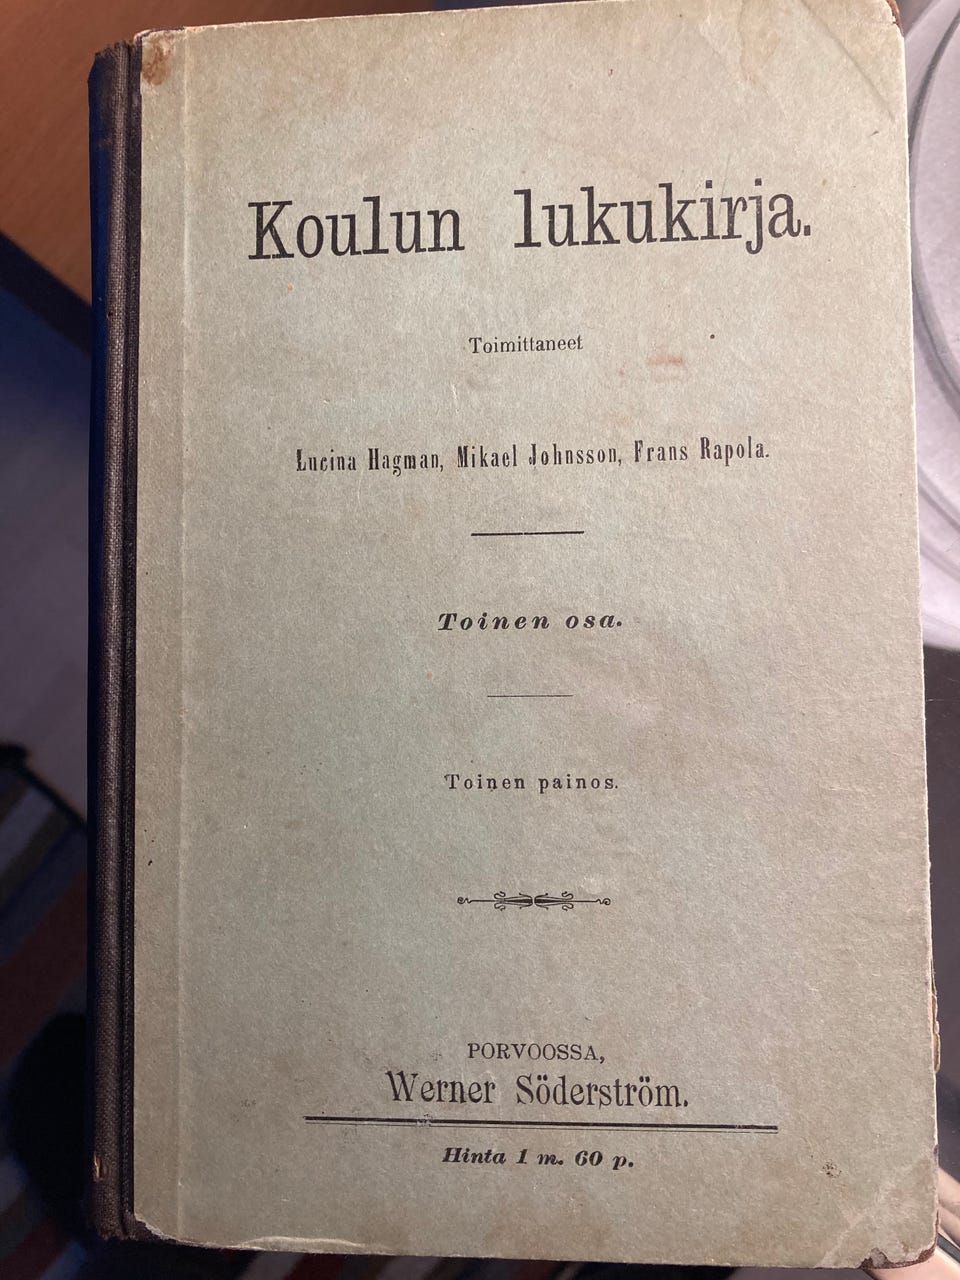 Koulun lukukirja.
Toimittaneet
Lucina Hagman, Mikael Johnsson, Frans Rapola.
Toinen osa.
Toinen painos.
PORVOOSSA,
Werner Söderström.
Hinta 1 m. 60 p.